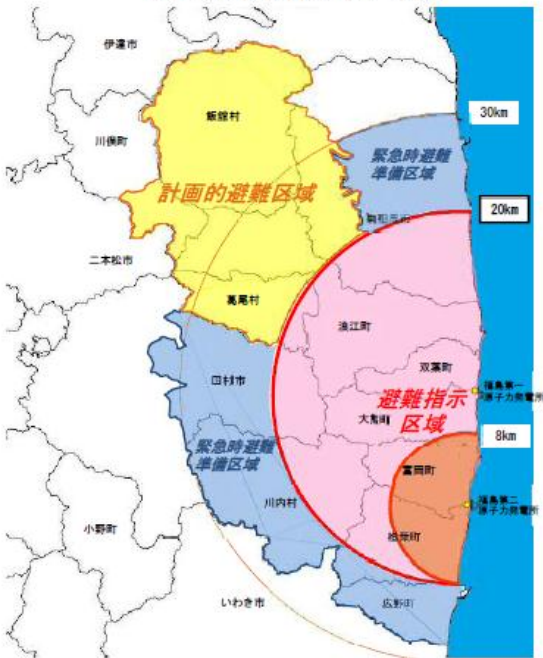 伊達市
飯舘村
川俣町
30km
緊急時避難
準備区域
計画的避難区域
20km
二本松市
葛尾村
浪江町
双葉町
田村市
福島第一
原子力発電所
避難指示
区域
大熊町
8km
緊急時避難
準備区域
富岡町
川内村
福島第二
原子力発電所
小野町
楢葉町
いわき市
広野町